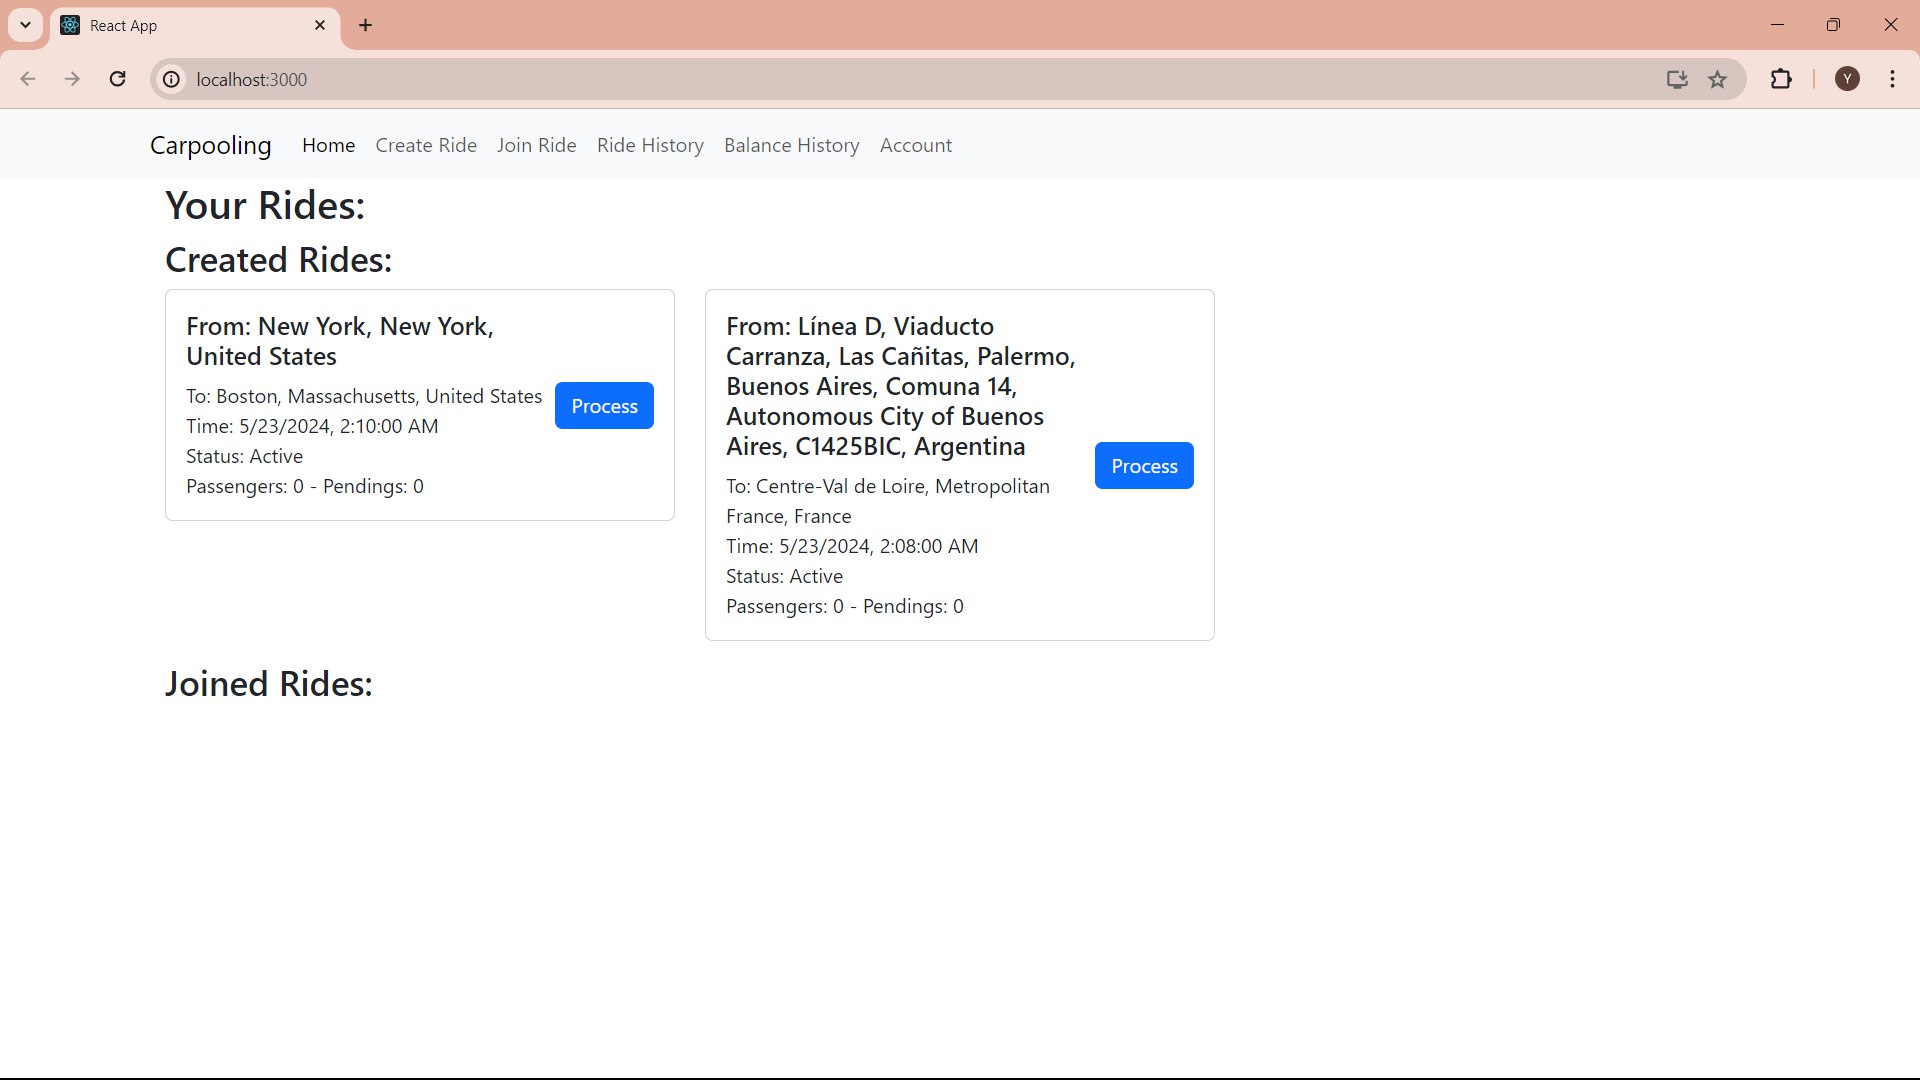 React App
localhost:3000
Y
Carpooling Home Create Ride Join Ride Ride History Balance History Account
Your Rides:
Created Rides:
From: New York, New York,
United States
To: Boston, Massachusetts, United States
Time: 5/23/2024, 2:10:00 AM
Status: Active
Passengers: 0 - Pendings: 0
Process
From: Línea D, Viaducto
Carranza, Las Cañitas, Palermo,
Buenos Aires, Comuna 14,
Autonomous City of Buenos
Aires, C1425BIC, Argentina
To: Centre-Val de Loire, Metropolitan
France, France
Time: 5/23/2024, 2:08:00 AM
Status: Active
Passengers: 0 - Pendings: 0
Process
Joined Rides: